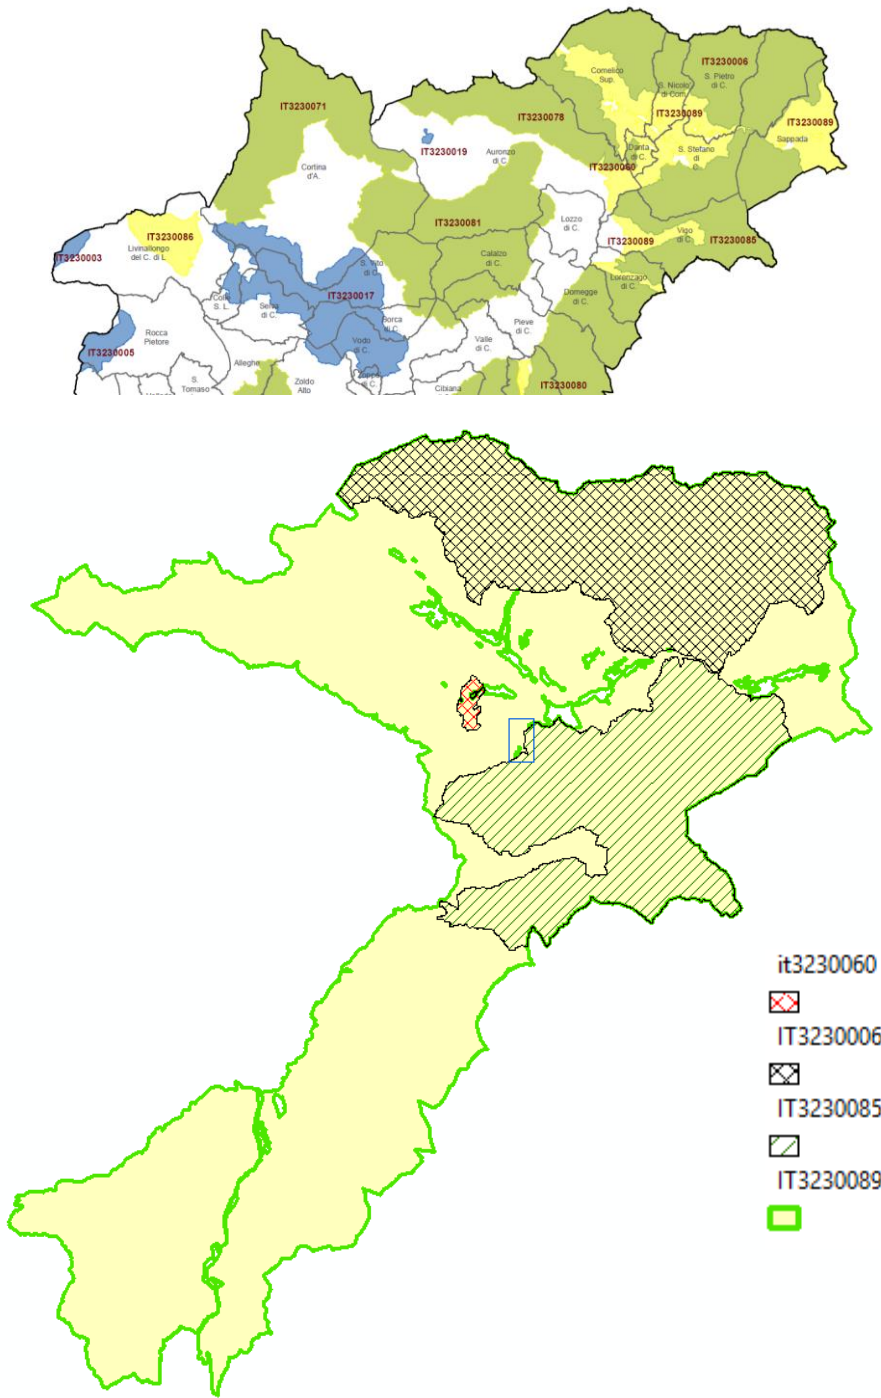 IT3230006
Comelico
Sup.
S. Pietro
di C.
S. Nicolò
di Com.
IT3230071
IT3230078
IT3230089
IT3230089
Sappada
IT3230019
Auronzo
di C.
Danta
di C.
S. Stefano
di
C.
Cortina
d'A.
IT3230060
IT3230081
Lozzo
di C.
IT3230086
Livinallongo
del C. di L
IT3230003
IT3230089
Vigo
di C.
IT3230085
Calalzo
di C.
S. Vito
di C.
Lorenzago
di C.
Domegge
di C.
IT3230017
Colle
S. L.
Selva
di C.
Borca
di C.
Pieve
di C.
Rocca
Pietore
Vodo
di C.
Valle
di C.
IT3230005
Alleghe
S.
Tomaso
Zoldo
Alto
di C.
Cibiana
IT3230080
it3230060
IT3230006
IT3230085
IT3230089